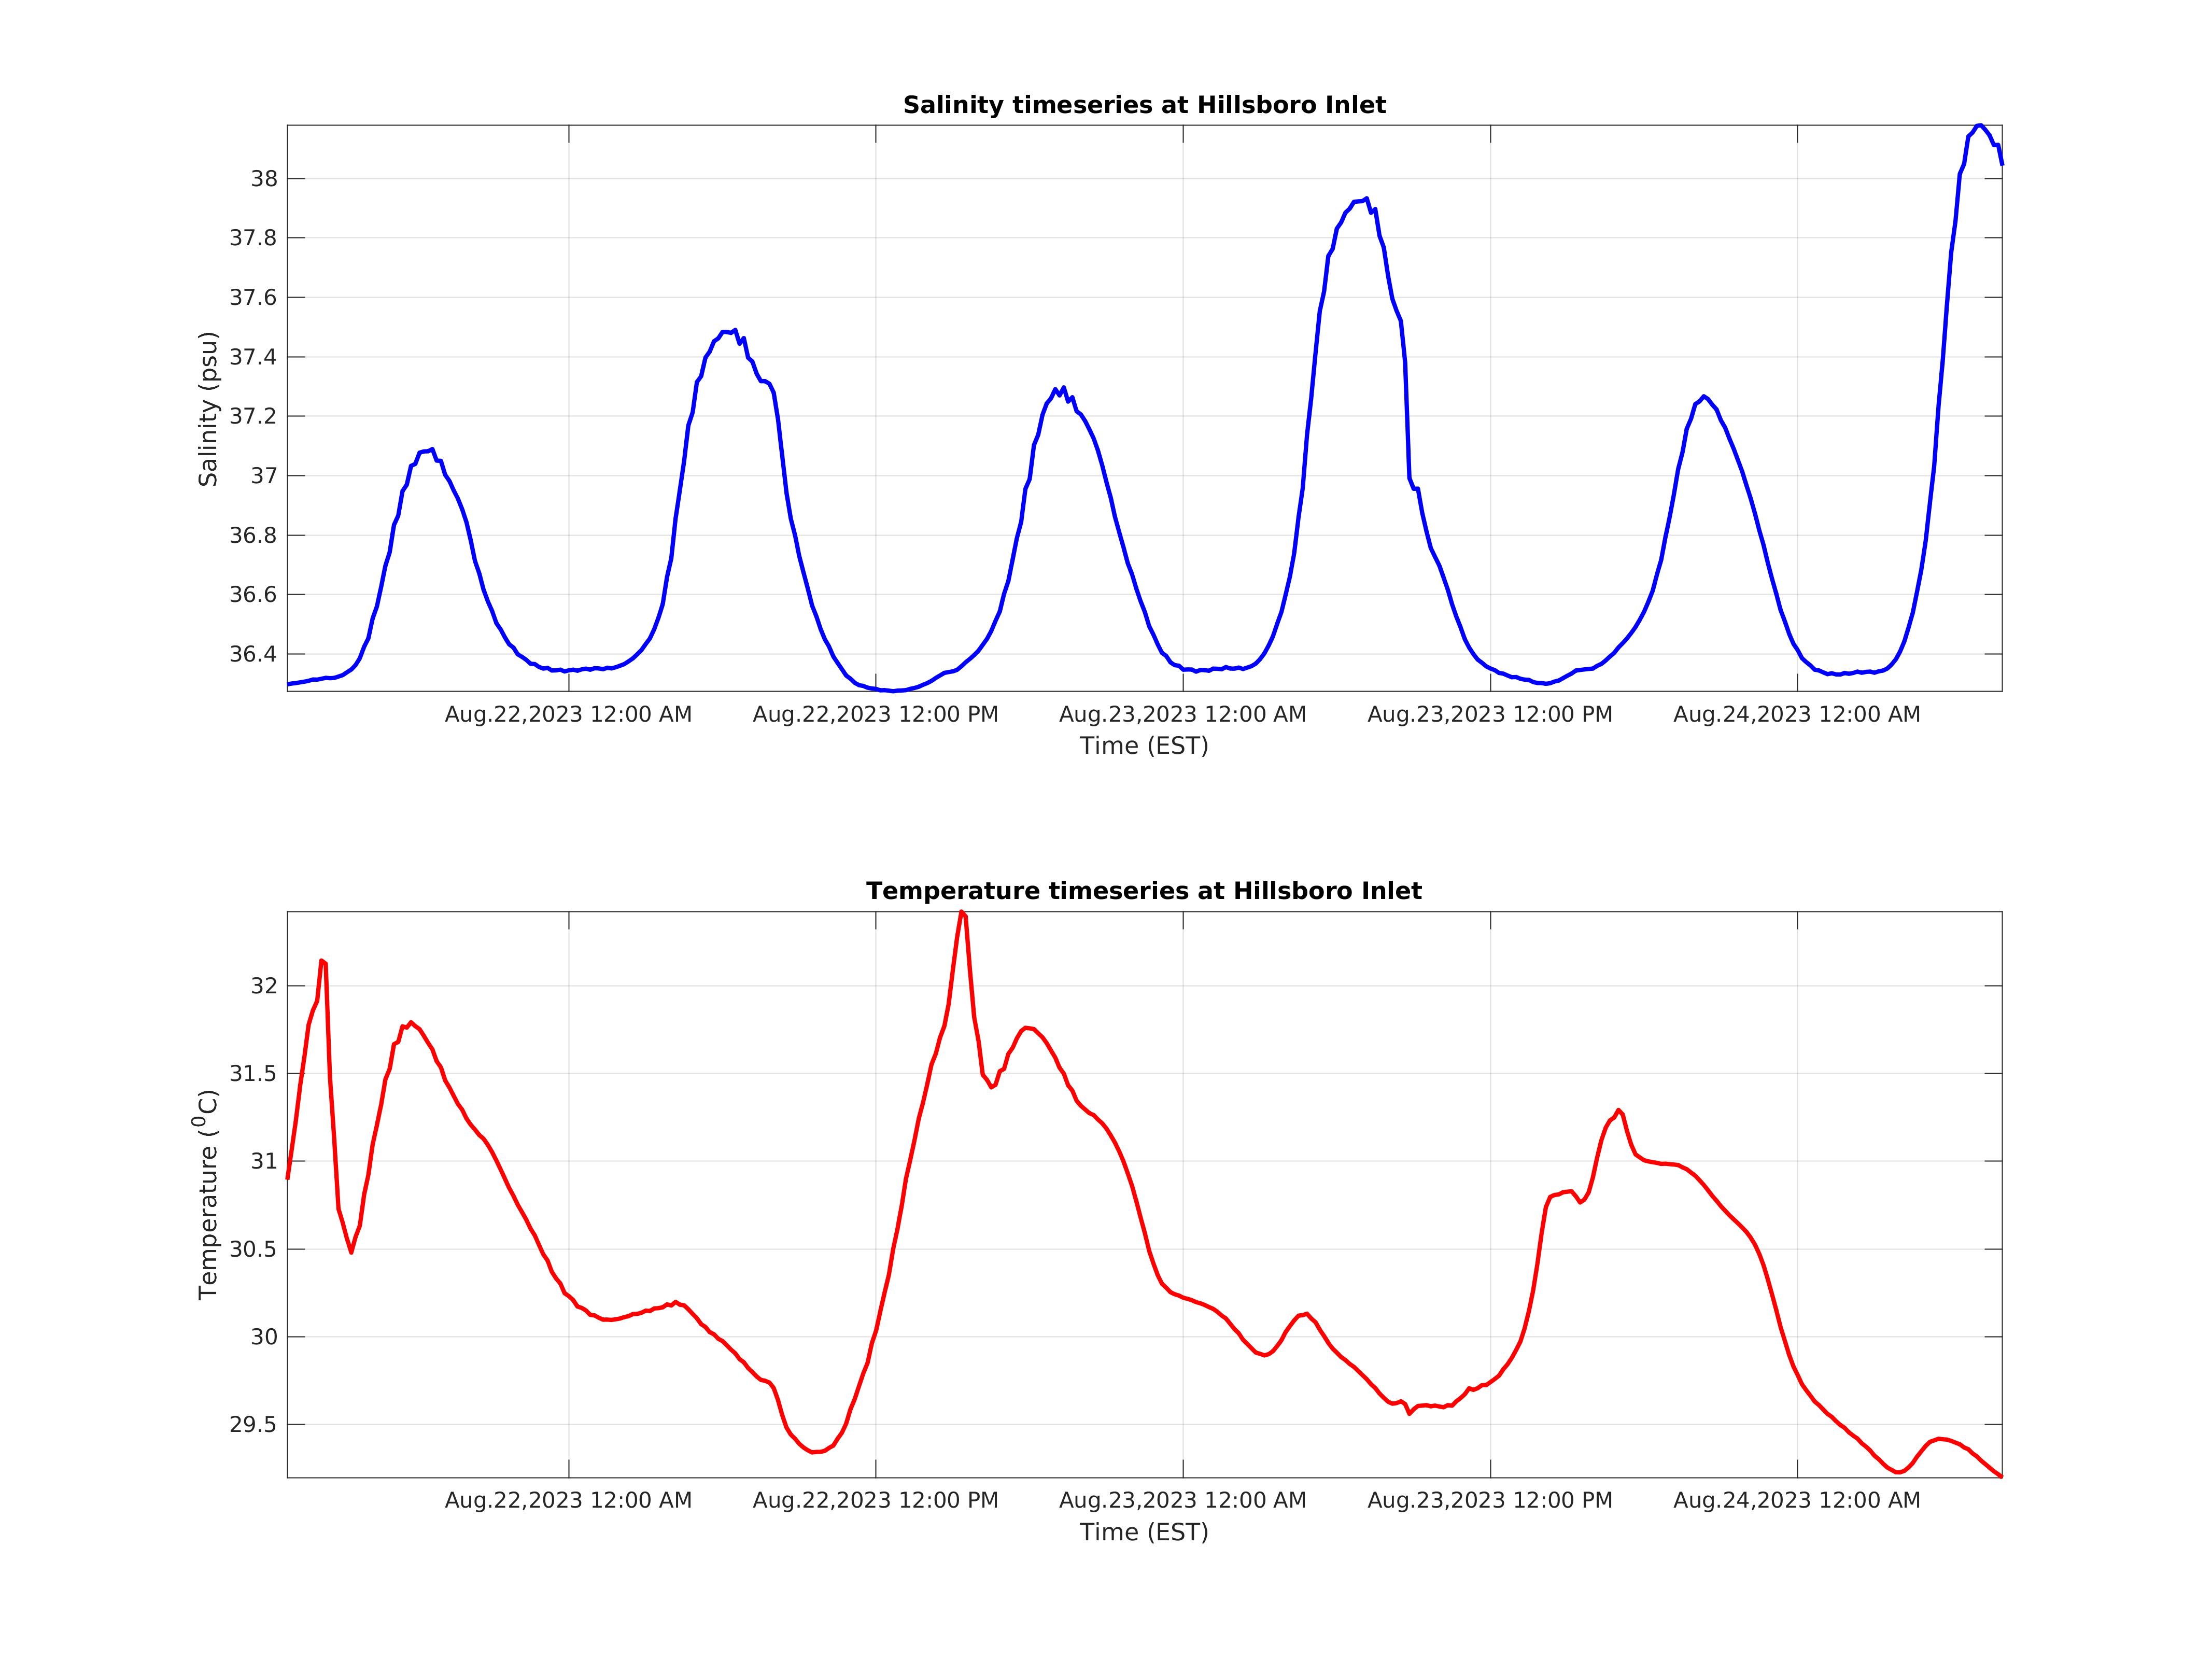 Salinity timeseries at Hillsboro Inlet
38
37.8
37.6
37.4
37.2
37
36.8
36.6
36.4
Salinity (psu)
Aug.22,2023 12:00 AM Aug.22,2023 12:00 PM Aug.23,2023 12:00 AM Aug.23,2023 12:00 PM Aug.24,2023 12:00 AM
Time (EST)
Temperature timeseries at Hillsboro Inlet
32
31.5
31
30.5
30
29.5
Temperature (⁰C)
Aug.22,2023 12:00 AM Aug.22,2023 12:00 PM Aug.23,2023 12:00 AM Aug.23,2023 12:00 PM Aug.24,2023 12:00 AM
Time (EST)